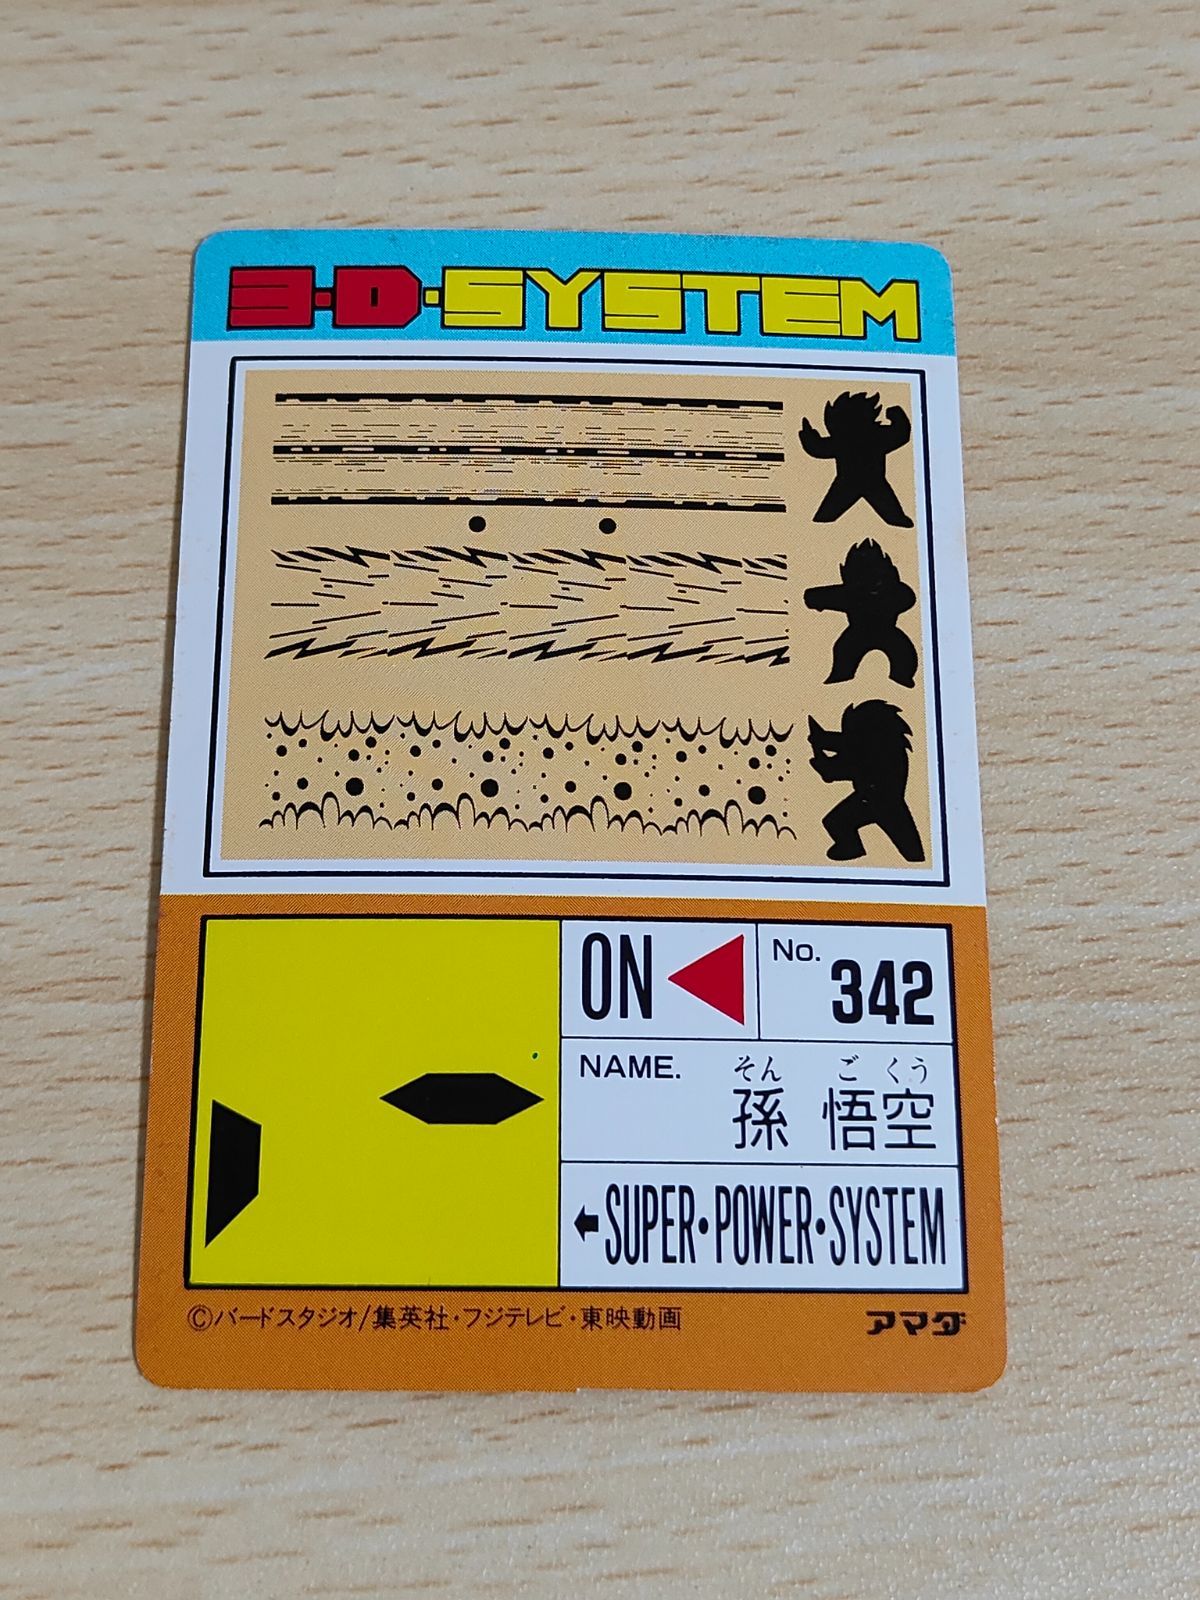 3・D・SYSTEM
ON
No. 342
NAME.
そん ごくう
孫 悟空
SUPER・POWER・SYSTEM
©バードスタジオ/集英社・フジテレビ・東映動画
アマダ